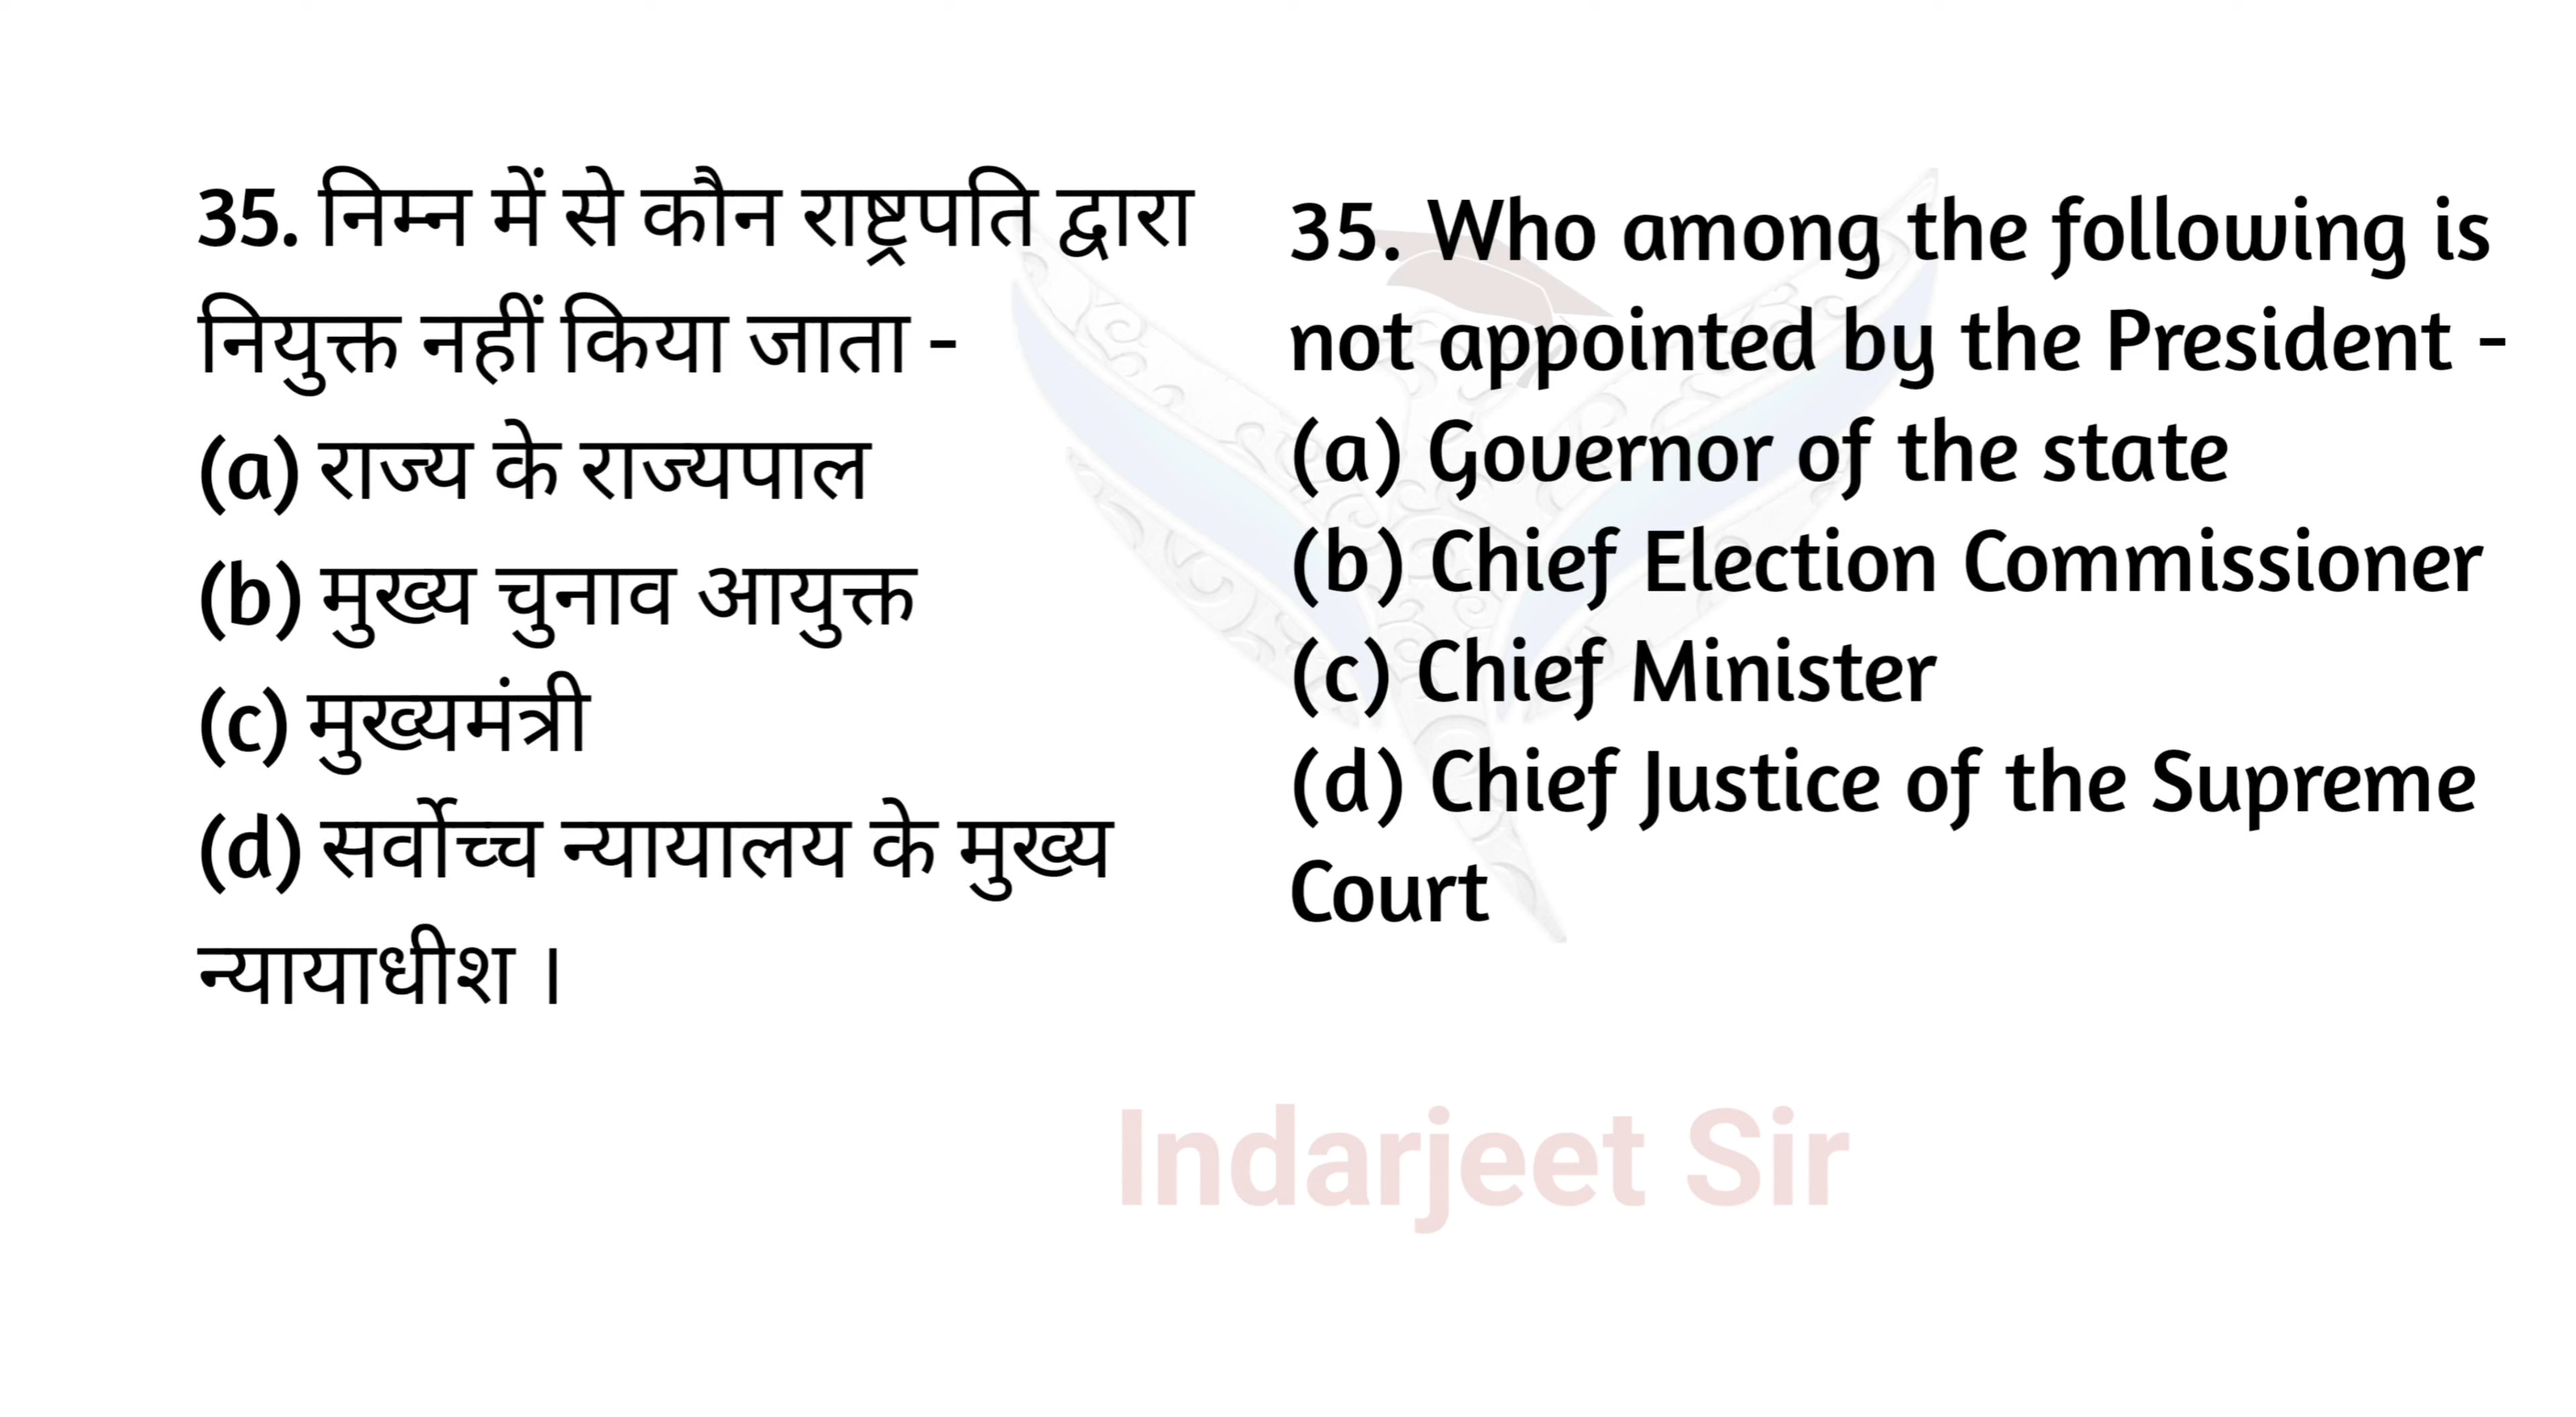 35. निम्न में से कौन राष्ट्रपति द्वारा
नियुक्त नहीं किया जाता -
(a) राज्य के राज्यपाल
(b) मुख्य चुनाव आयुक्त
(c) मुख्यमंत्री
(d) सर्वोच्च न्यायालय के मुख्य
न्यायाधीश ।
35. Who among the following is
not appointed by the President -
(a) Governor of the state
(b) Chief Election Commissioner
(c) Chief Minister
(d) Chief Justice of the Supreme
Court
Indarjeet Sir